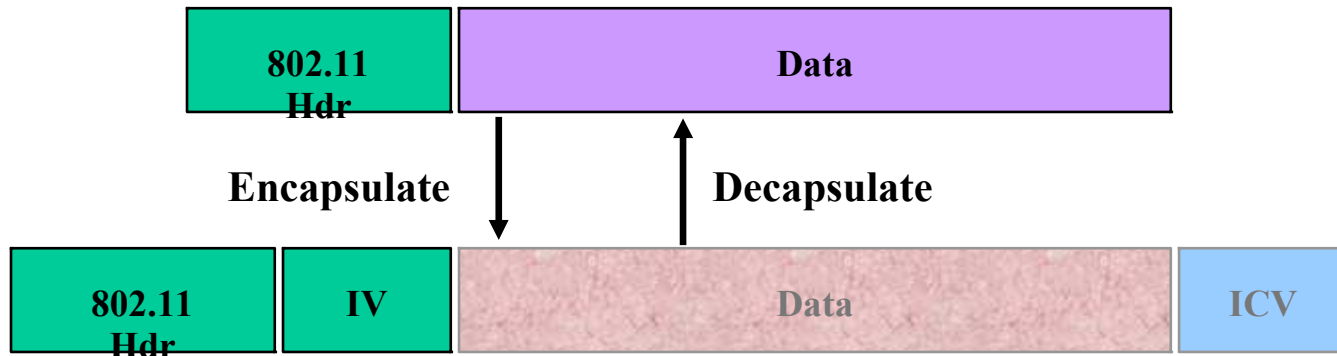 802.11
Hdr
Data
Encapsulate
Decapsulate
802.11
Hdr
IV
Data
ICV